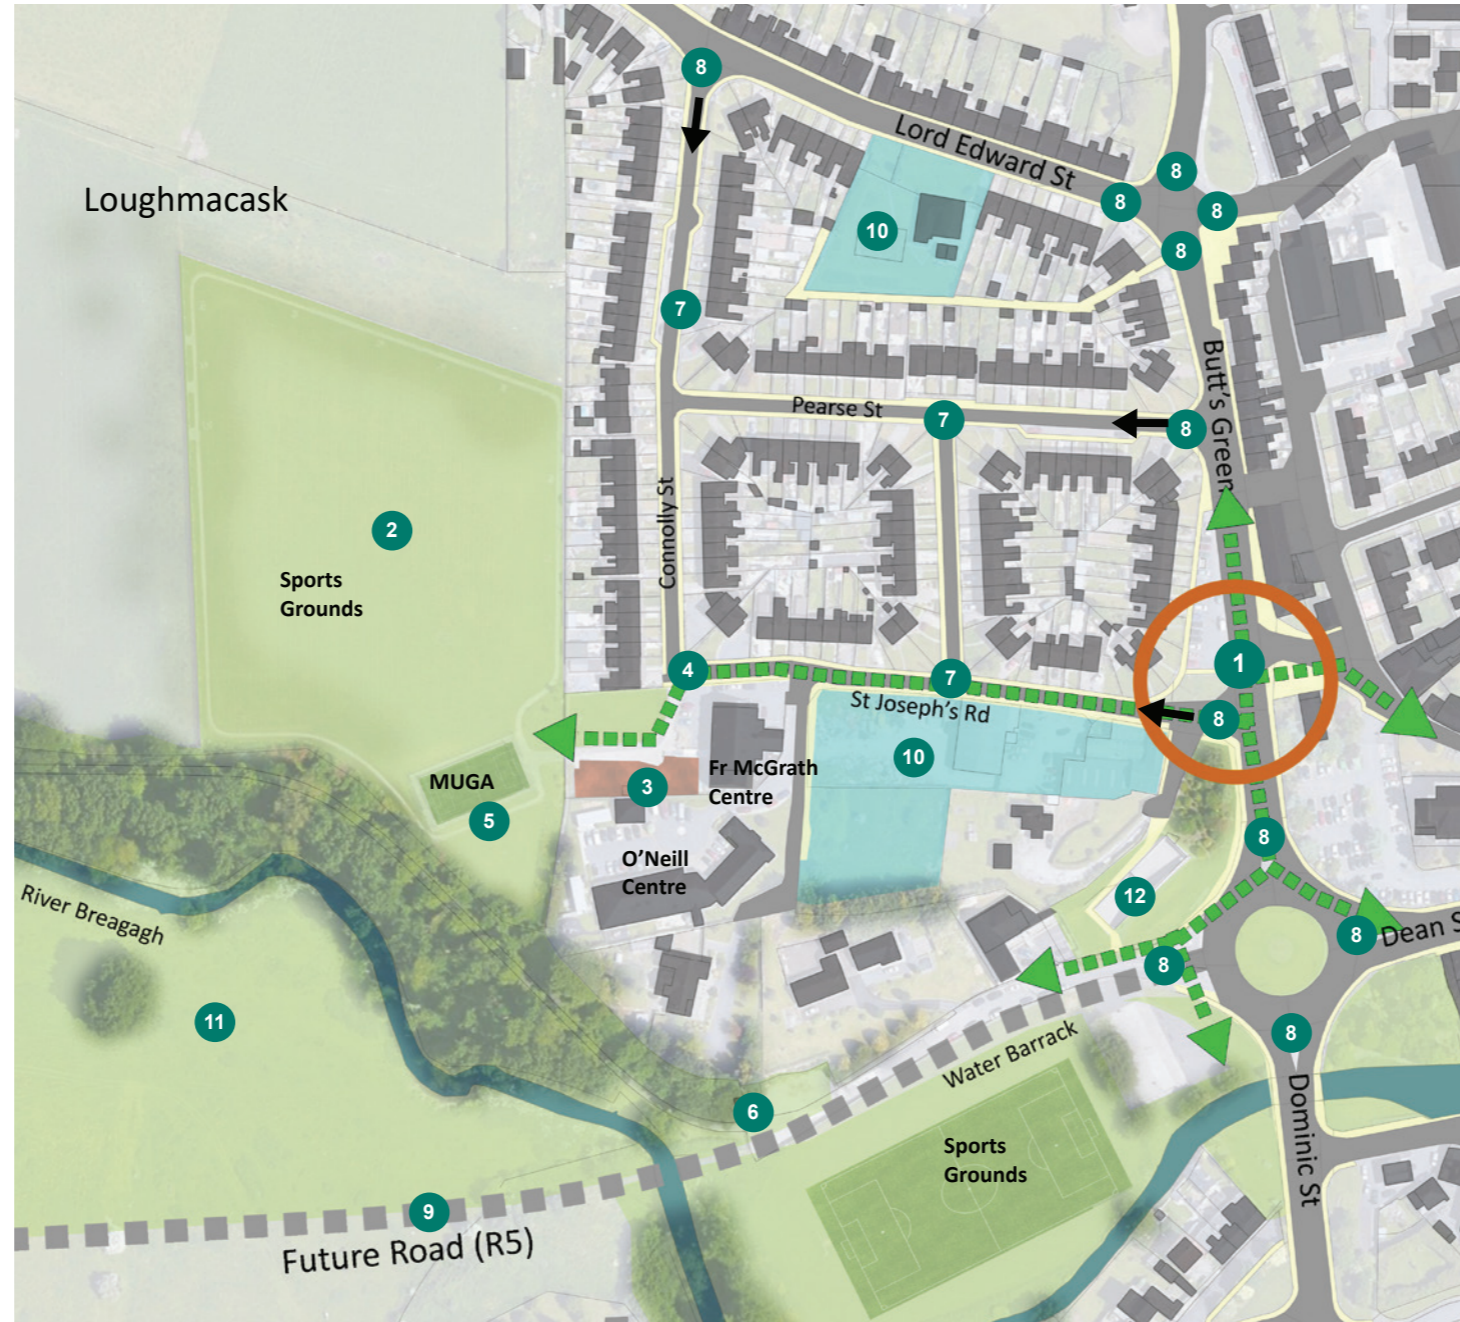 8
Lord Edward St
8
8
8
8
Loughmacask
10
7
Butt's Green
Pearse St
7
8
2
Connolly St
Sports
Grounds
1
4
7
St Joseph's Rd
8
10
Fr McGrath
Centre
MUGA
3
5
8
O'Neill
Centre
12
River Breagagh
8
Dean S
8
11
8
Water Barrack
6
Dominic St
Sports
Grounds
9
Future Road (R5)